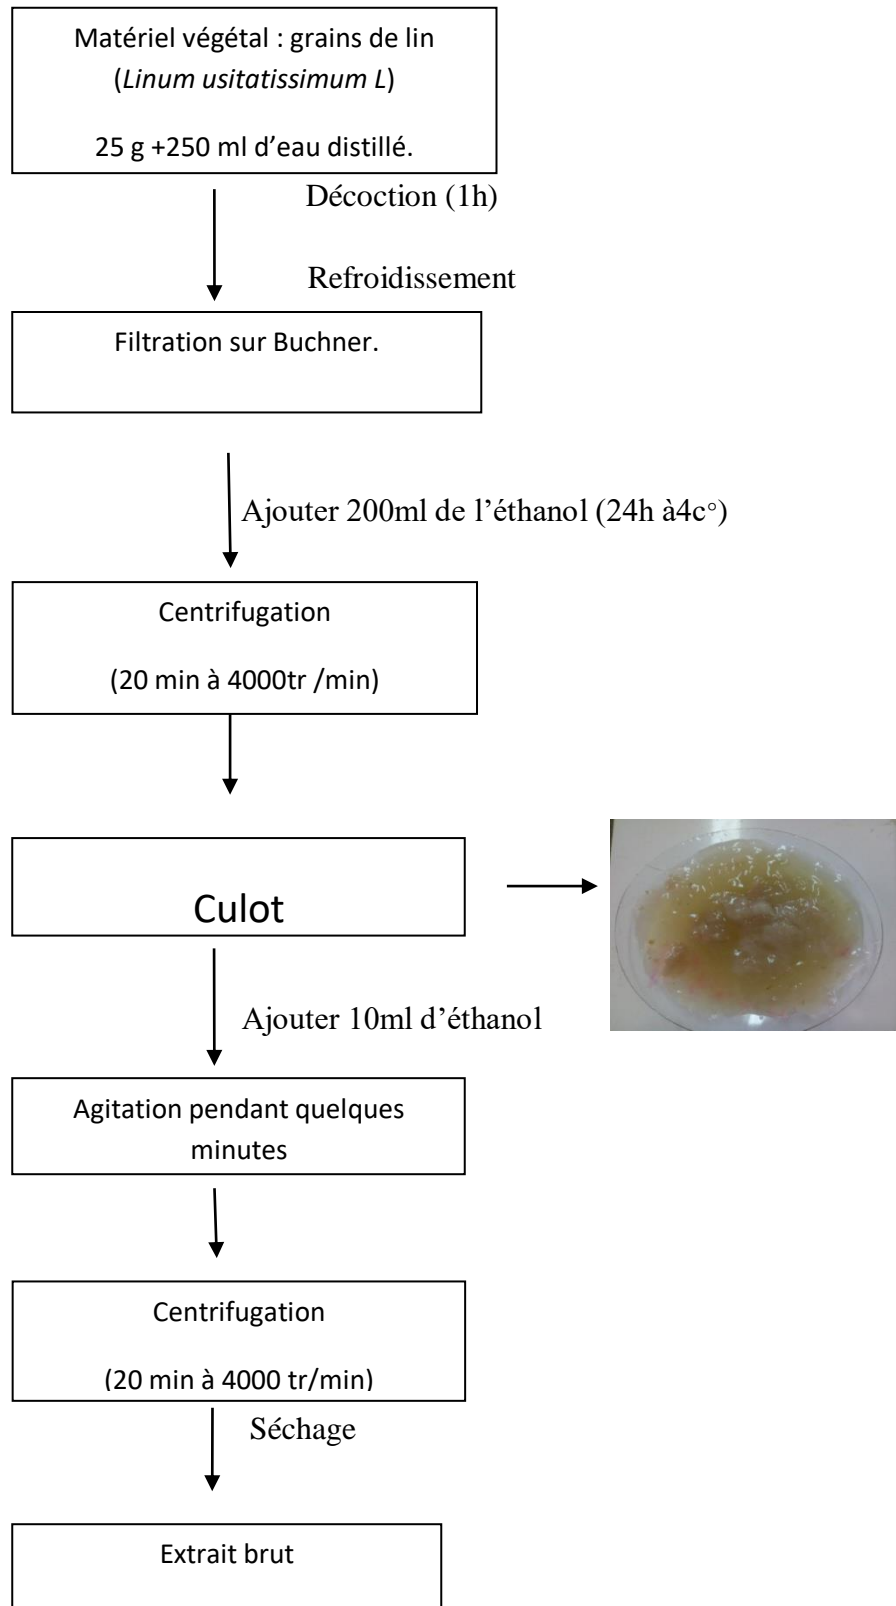 Matériel végétal : grains de lin
(Linum usitatissimum L)
25 g +250 ml d’eau distillé.
Décoction (1h)
Refroidissement
Filtration sur Buchner.
Ajouter 200ml de l’éthanol (24h à4c°)
Centrifugation
(20 min à 4000tr /min)
Culot
Ajouter 10ml d’éthanol
Agitation pendant quelques
minutes
Centrifugation
(20 min à 4000 tr/min)
Séchage
Extrait brut